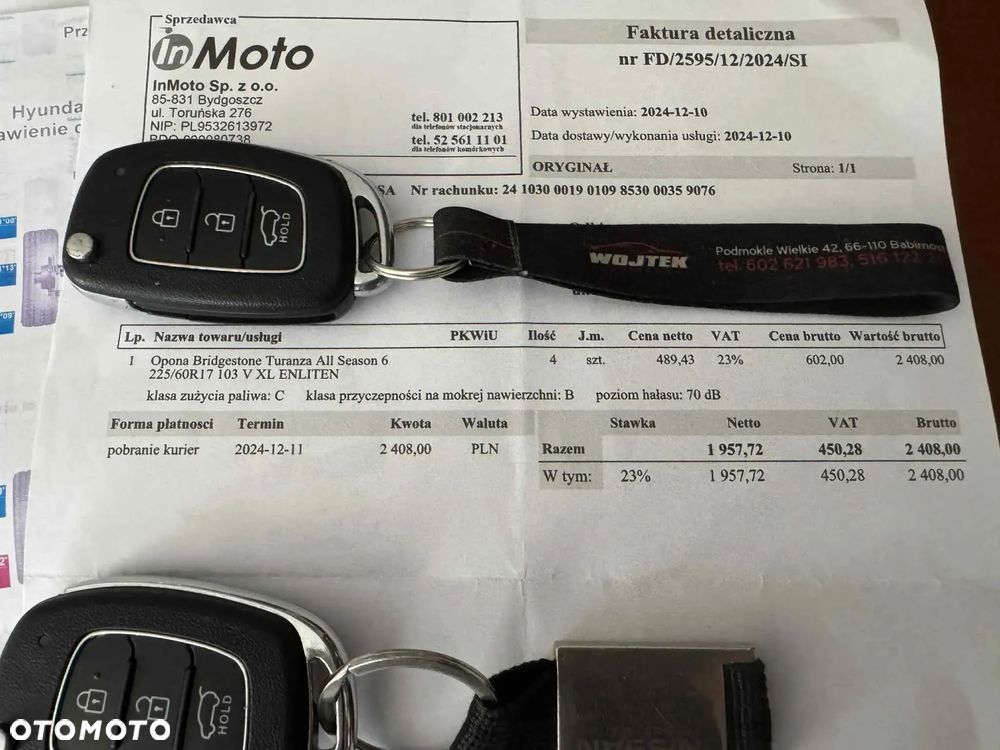 Sprzedawca
inMoto
InMoto Sp. z o.o.
85-831 Bydgoszcz
ul. Toruńska 276
NIP: PL9532613972
tel. 801 002 213
dla telefonów stacjonarnych
tel. 52 561 11 01
dla telefonów komórkowych
Faktura detaliczna
nr FD/2595/12/2024/SI
Data wystawienia: 2024-12-10
Data dostawy/wykonania usługi: 2024-12-10
ORYGINAŁ Strona: 1/1
SA Nr rachunku: 24 1030 0019 0109 8530 0035 9076
Hyunda
HOLD
WOJTEK
Podmokle Wielkie 42, 66-110 Babimo
tel. 602 621 983, 516 122
Lp. Nazwa towaru/usługi PKWiU Ilość J.m. Cena netto VAT Cena brutto Wartość brutto
1 Opona Bridgestone Turanza All Season 6 4 szt. 489,43 23% 602,00 2 408,00
225/60R17 103 V XL ENLITEN
klasa zużycia paliwa: C klasa przyczepności na mokrej nawierzchni: B poziom hałasu: 70 dB
Forma płatnosci Termin Kwota Waluta Stawka Netto VAT Brutto
pobranie kurier 2024-12-11 2 408,00 PLN Razem 1 957,72 450,28 2 408,00
W tym: 23% 1 957,72 450,28 2 408,00
HOLD
OTOMOTO